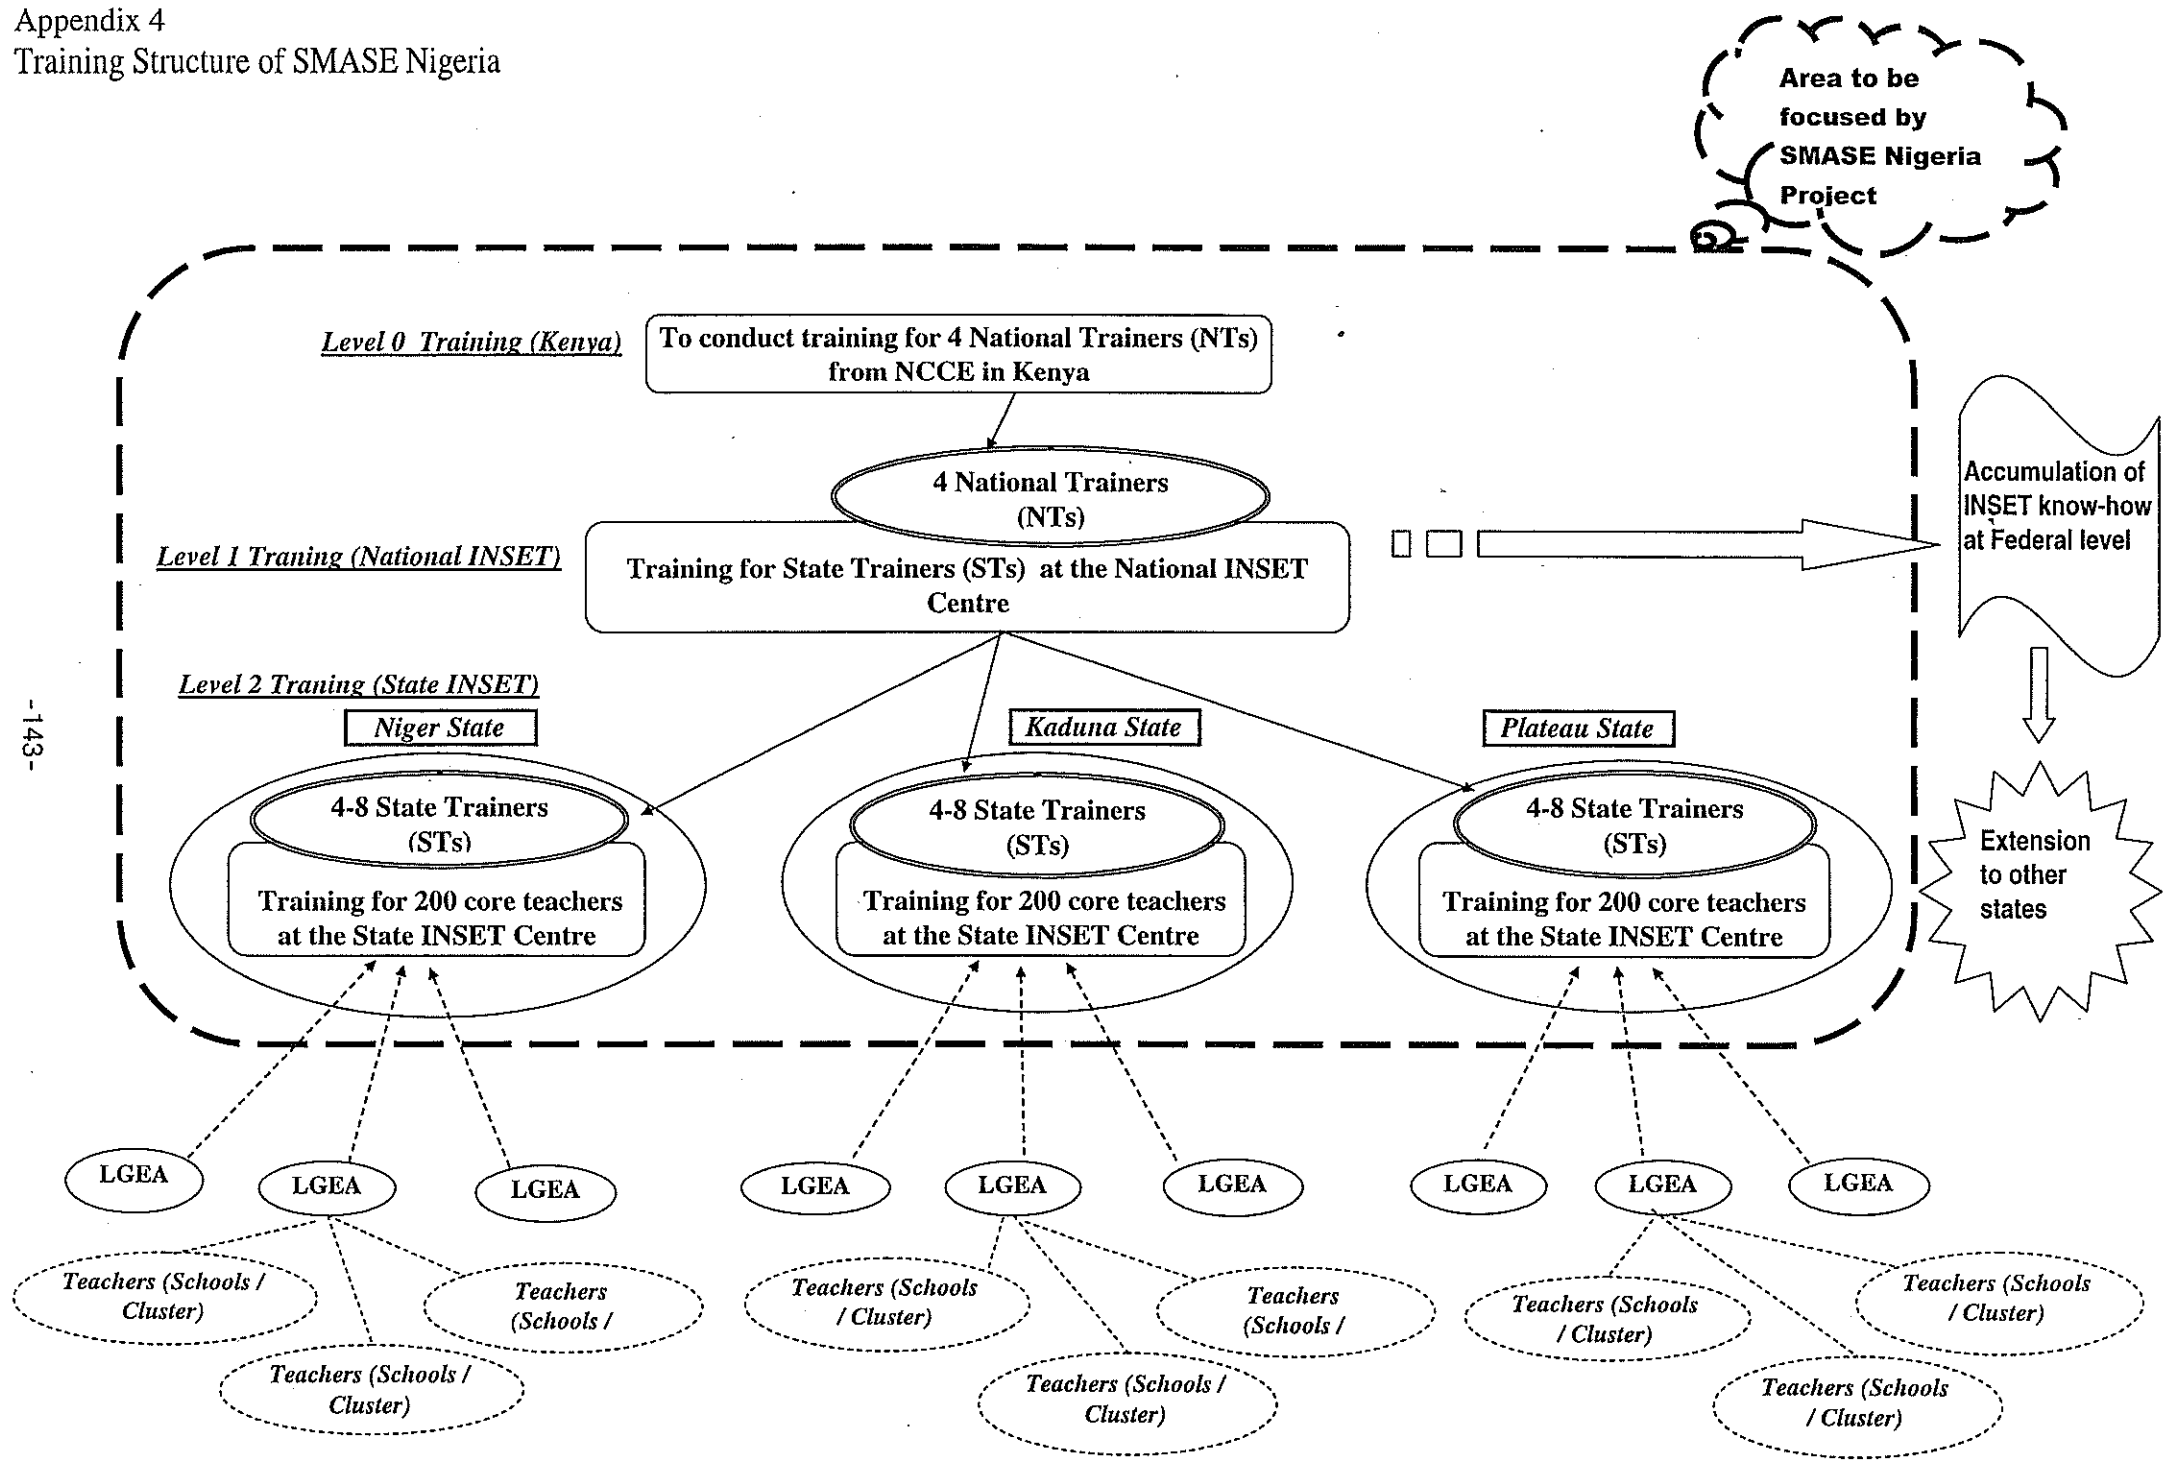 Appendix 4
Training Structure of SMASE Nigeria
Area to be
focused by
SMASE Nigeria
Project
Level 0 Training (Kenya)
To conduct training for 4 National Trainers (NTs)
from NCCE in Kenya
4 National Trainers
(NTs)
Level 1 Traning (National INSET)
Training for State Trainers (STs) at the National INSET
Centre
Accumulation of
INSET know-how
at Federal level
Level 2 Traning (State INSET)
Niger State
Kaduna State
Plateau State
4-8 State Trainers
(STs)
Training for 200 core teachers
at the State INSET Centre
4-8 State Trainers
(STs)
Training for 200 core teachers
at the State INSET Centre
4-8 State Trainers
(STs)
Training for 200 core teachers
at the State INSET Centre
Extension
to other
states
LGEA
LGEA
LGEA
LGEA
LGEA
LGEA
LGEA
LGEA
LGEA
Teachers (Schools /
Cluster)
Teachers (Schools /
Cluster)
Teachers
(Schools /
Teachers (Schools
/ Cluster)
Teachers (Schools /
Cluster)
Teachers
(Schools /
Teachers (Schools
/ Cluster)
Teachers (Schools
/ Cluster)
Teachers (Schools
/ Cluster)
-143-